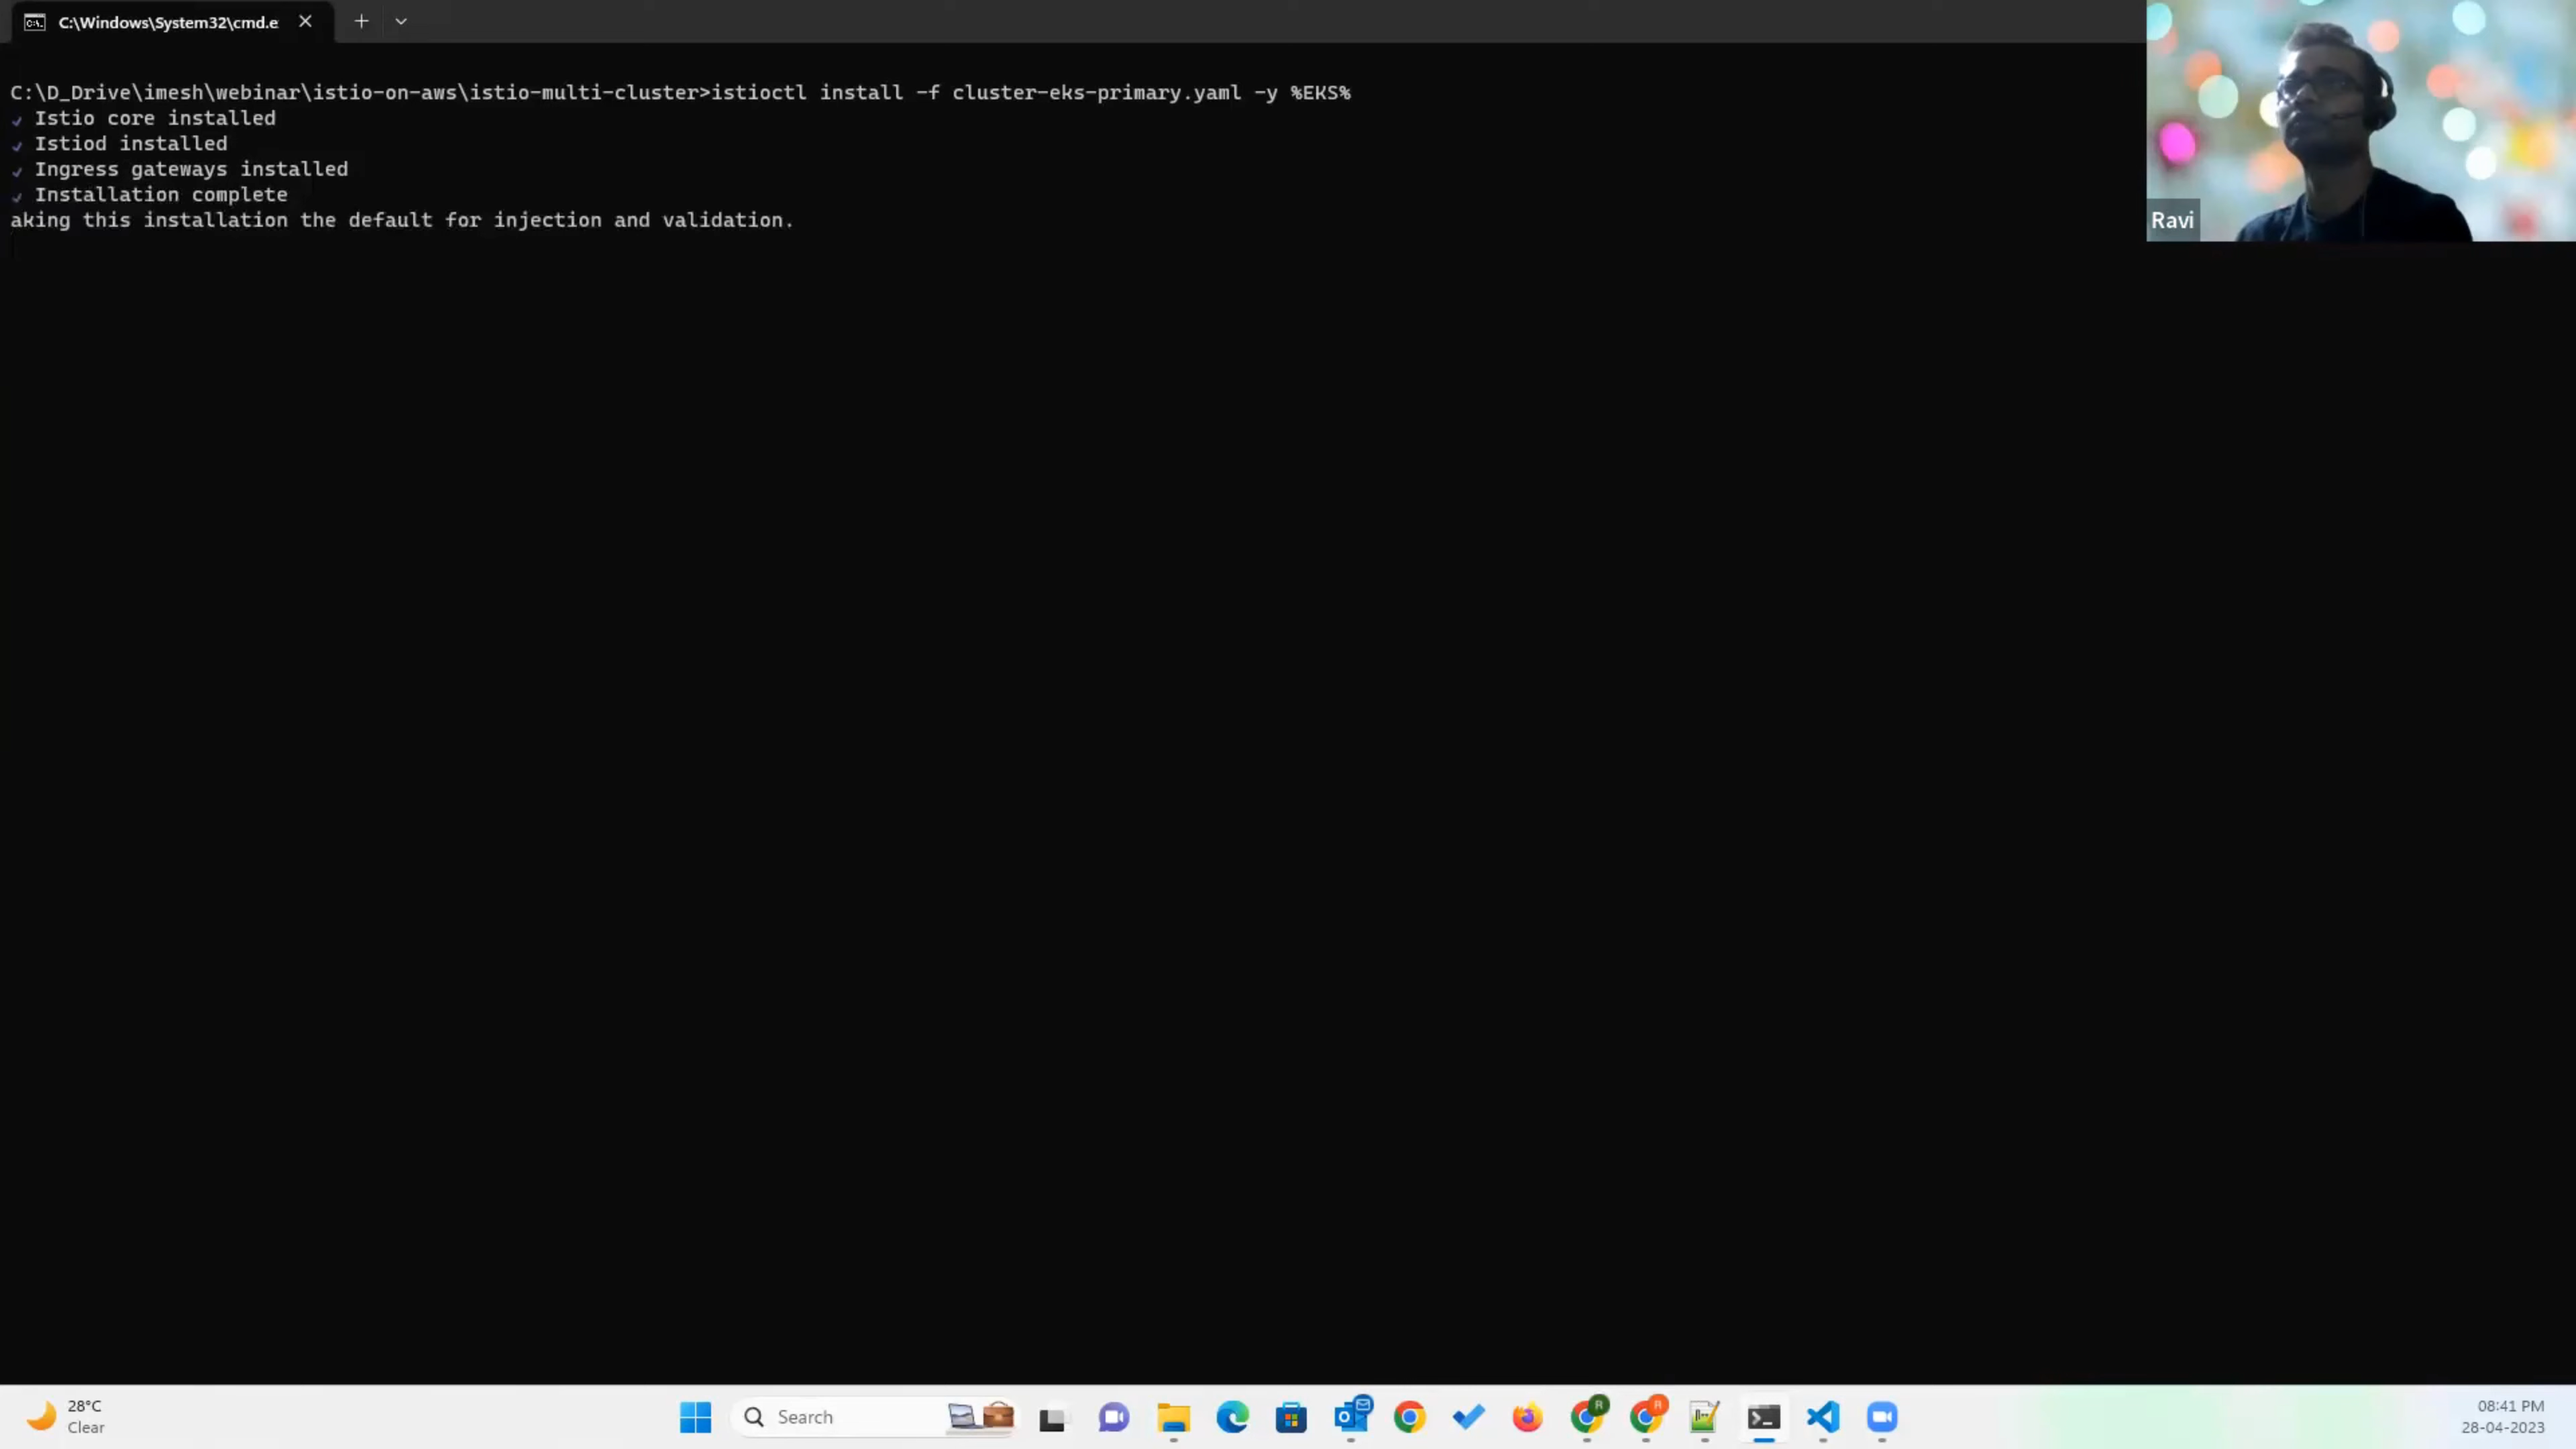 C:\Windows\System32\cmd.e
C:\D_Drive\imesh\webinar\istio-on-aws\istio-multi-cluster>istioctl install -f cluster-eks-primary.yaml -y %EKS%
✓ Istio core installed
✓ Istiod installed
✓ Ingress gateways installed
✓ Installation complete
aking this installation the default for injection and validation.
Ravi
28°C
Clear
Search
R
R
08:41 PM
28-04-2023